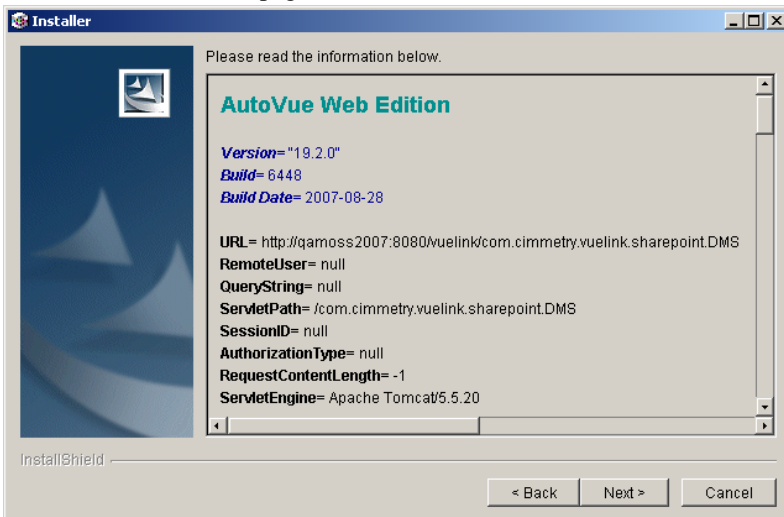 Installer
Please read the information below.
AutoVue Web Edition
Version="19.2.0"
Build= 6448
Build Date= 2007-08-28
URL= http://qamoss2007:8080/vuelink/com.cimmetry.vuelink.sharepoint.DMS
RemoteUser= null
QueryString= null
ServletPath= /com.cimmetry.vuelink.sharepoint.DMS
SessionID= null
AuthorizationType= null
RequestContentLength= -1
ServletEngine= Apache Tomcat/5.5.20
InstallShield
< Back Next > Cancel